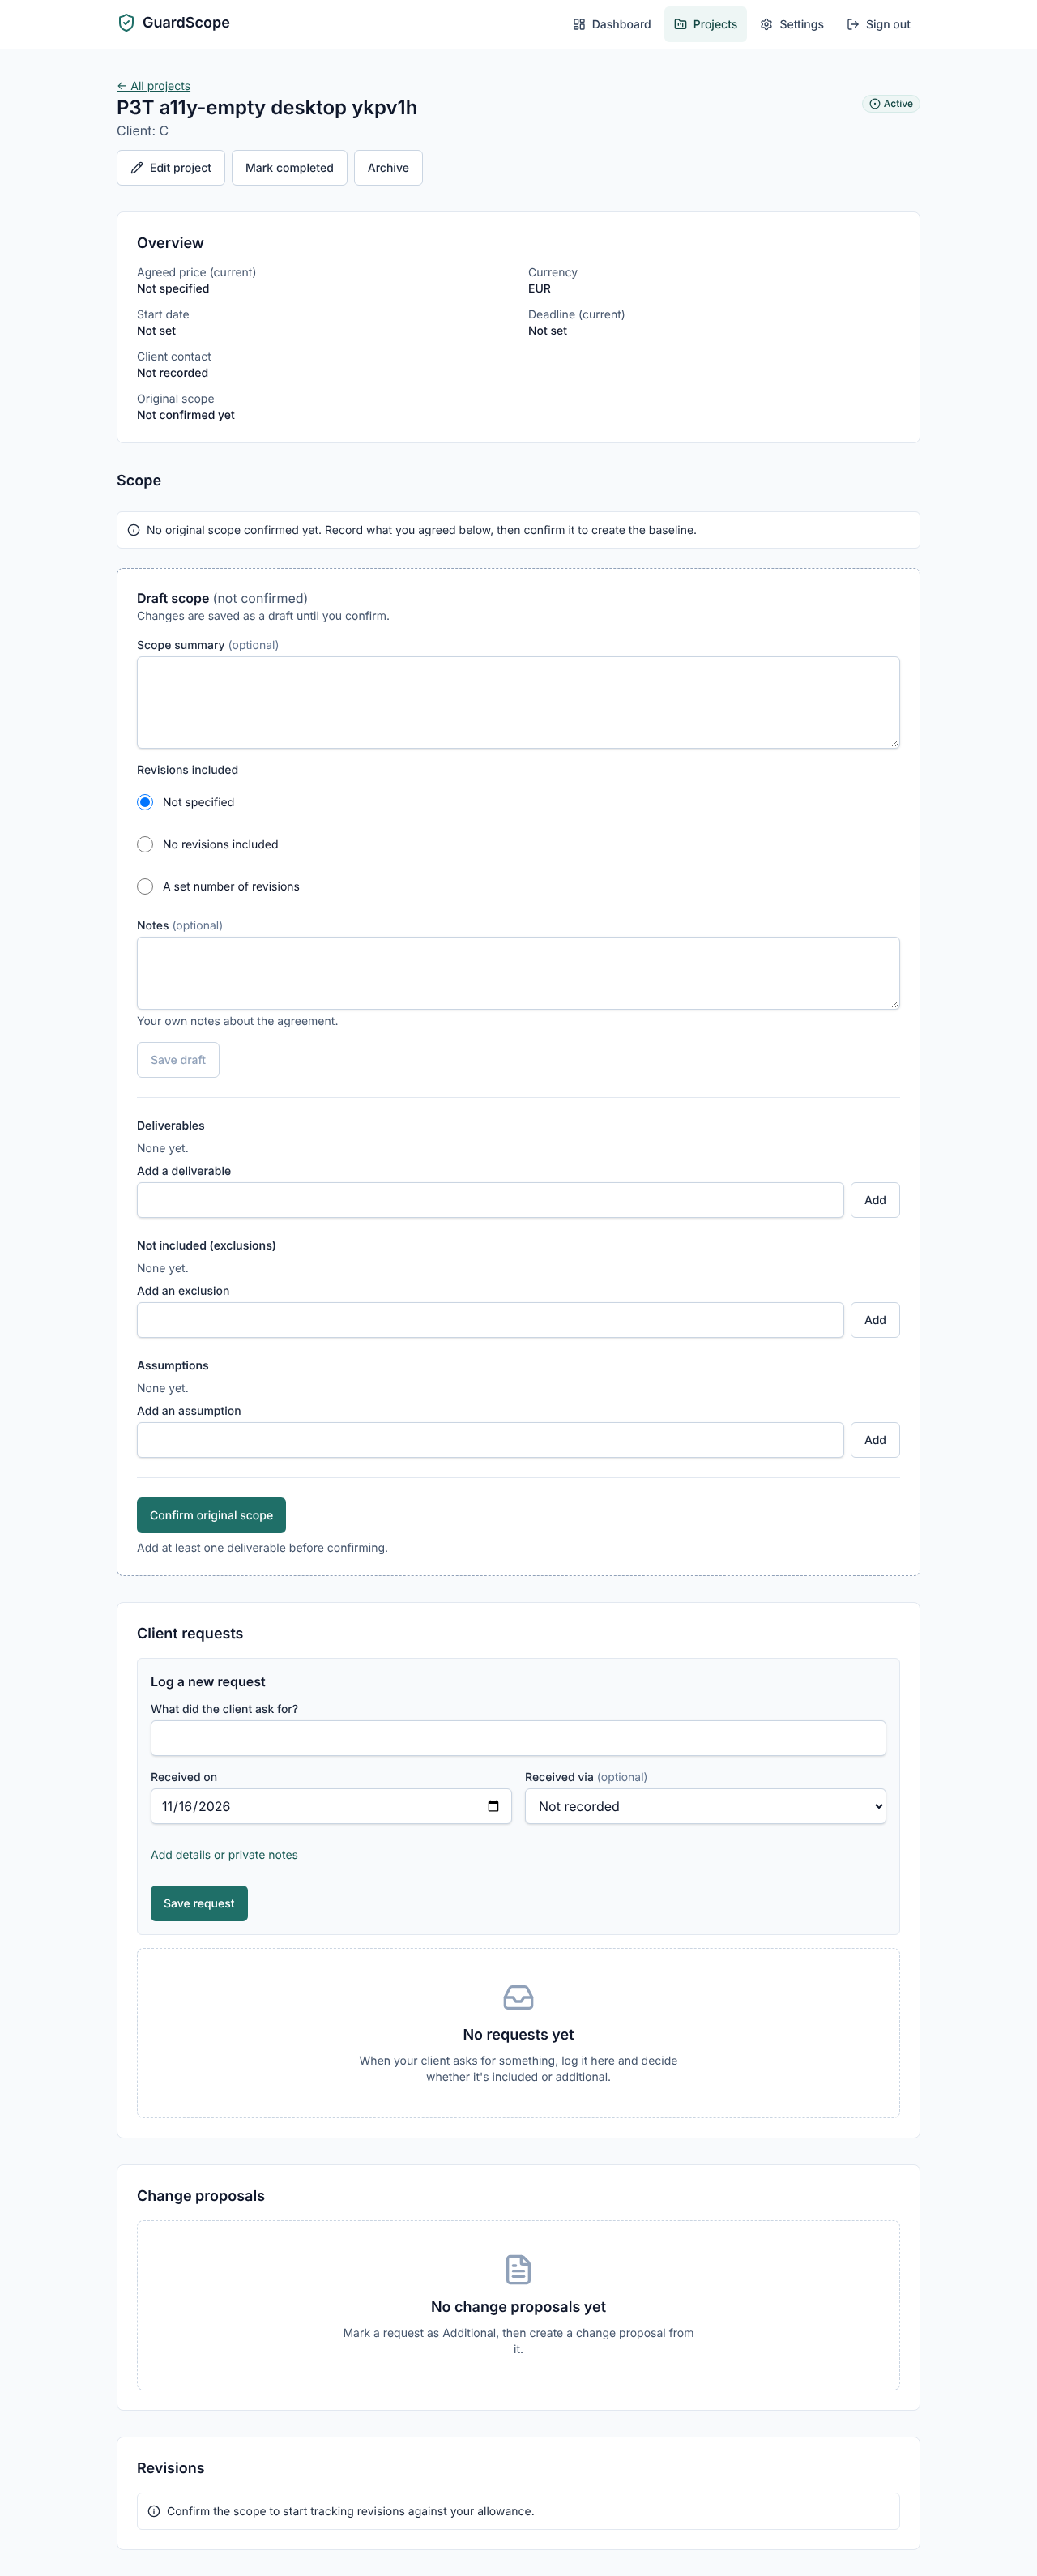 GuardScope
Dashboard
Projects
Settings
Sign out
← All projects
P3T a11y-empty desktop ykpv1h
Active
Client: C
Edit project
Mark completed
Archive
Overview
Agreed price (current)
Not specified
Currency
EUR
Start date
Not set
Deadline (current)
Not set
Client contact
Not recorded
Original scope
Not confirmed yet
Scope
No original scope confirmed yet. Record what you agreed below, then confirm it to create the baseline.
Draft scope (not confirmed)
Changes are saved as a draft until you confirm.
Scope summary (optional)
Revisions included
Not specified
No revisions included
A set number of revisions
Notes (optional)
Your own notes about the agreement.
Save draft
Deliverables
None yet.
Add a deliverable
Add
Not included (exclusions)
None yet.
Add an exclusion
Add
Assumptions
None yet.
Add an assumption
Add
Confirm original scope
Add at least one deliverable before confirming.
Client requests
Log a new request
What did the client ask for?
Received on
Received via (optional)
11/16/2026
Not recorded
Add details or private notes
Save request
No requests yet
When your client asks for something, log it here and decide
whether it's included or additional.
Change proposals
No change proposals yet
Mark a request as Additional, then create a change proposal from
it.
Revisions
Confirm the scope to start tracking revisions against your allowance.